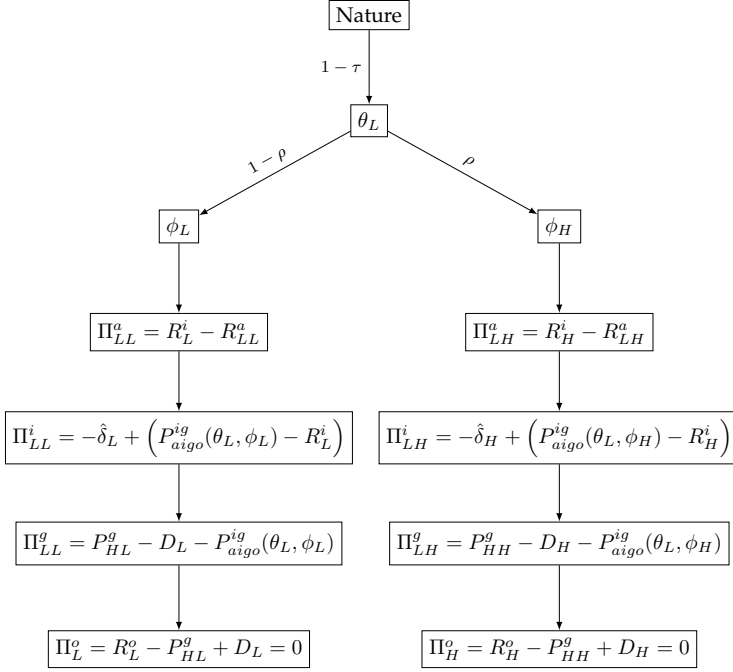 Nature
1 − τ
θ_L
1 − ρ
ρ
ϕ_L
ϕ_H
Π^a_{LL} = R^i_L − R^a_{LL}
Π^a_{LH} = R^i_H − R^a_{LH}
Π^i_{LL} = −δ̂_L + (P^{ig}_{aigo}(θ_L, ϕ_L) − R^i_L)
Π^i_{LH} = −δ̂_H + (P^{ig}_{aigo}(θ_L, ϕ_H) − R^i_H)
Π^g_{LL} = P^g_{HL} − D_L − P^{ig}_{aigo}(θ_L, ϕ_L)
Π^g_{LH} = P^g_{HH} − D_H − P^{ig}_{aigo}(θ_L, ϕ_H)
Π^o_L = R^o_L − P^g_{HL} + D_L = 0
Π^o_H = R^o_H − P^g_{HH} + D_H = 0